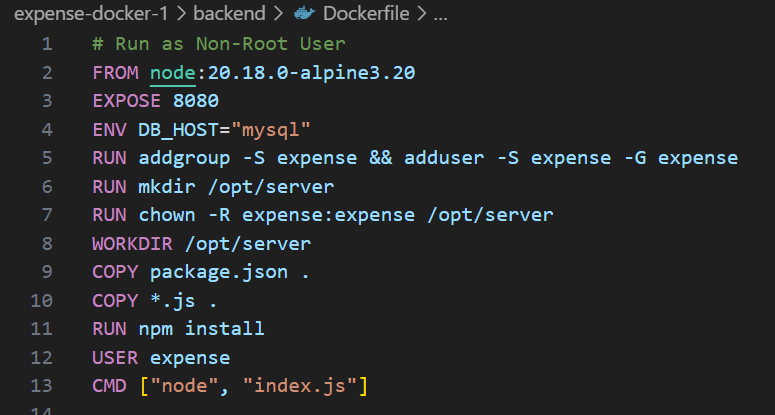 expense-docker-1 > backend > Dockerfile > ...
1 # Run as Non-Root User
2 FROM node:20.18.0-alpine3.20
3 EXPOSE 8080
4 ENV DB_HOST="mysql"
5 RUN addgroup -S expense && adduser -S expense -G expense
6 RUN mkdir /opt/server
7 RUN chown -R expense:expense /opt/server
8 WORKDIR /opt/server
9 COPY package.json .
10 COPY *.js .
11 RUN npm install
12 USER expense
13 CMD ["node", "index.js"]
14